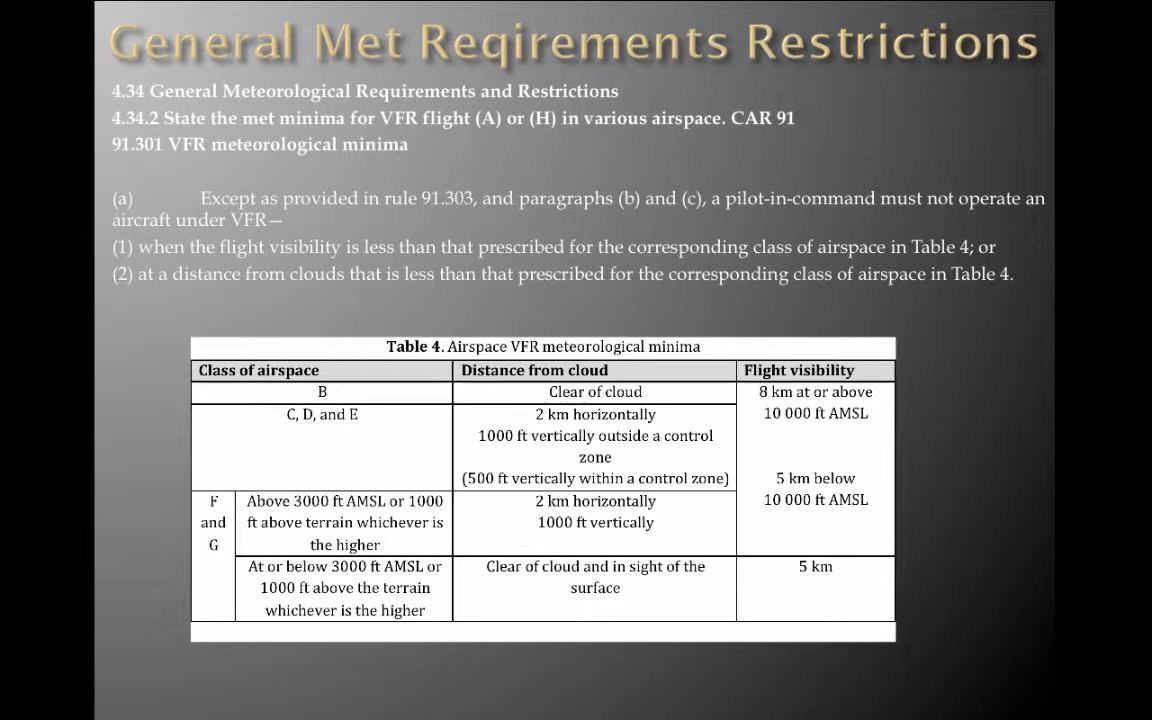 General Met Reqirements Restrictions
4.34 General Meteorological Requirements and Restrictions
4.34.2 State the met minima for VFR flight (A) or (H) in various airspace. CAR 91
91.301 VFR meteorological minima
(a) Except as provided in rule 91.303, and paragraphs (b) and (c), a pilot-in-command must not operate an
aircraft under VFR—
(1) when the flight visibility is less than that prescribed for the corresponding class of airspace in Table 4; or
(2) at a distance from clouds that is less than that prescribed for the corresponding class of airspace in Table 4.
Table 4. Airspace VFR meteorological minima
Class of airspace Distance from cloud Flight visibility
B Clear of cloud 8 km at or above
C, D, and E 2 km horizontally 10 000 ft AMSL
1000 ft vertically outside a control
zone
(500 ft vertically within a control zone) 5 km below
F Above 3000 ft AMSL or 1000 2 km horizontally 10 000 ft AMSL
and ft above terrain whichever is 1000 ft vertically
G the higher
At or below 3000 ft AMSL or Clear of cloud and in sight of the 5 km
1000 ft above the terrain surface
whichever is the higher